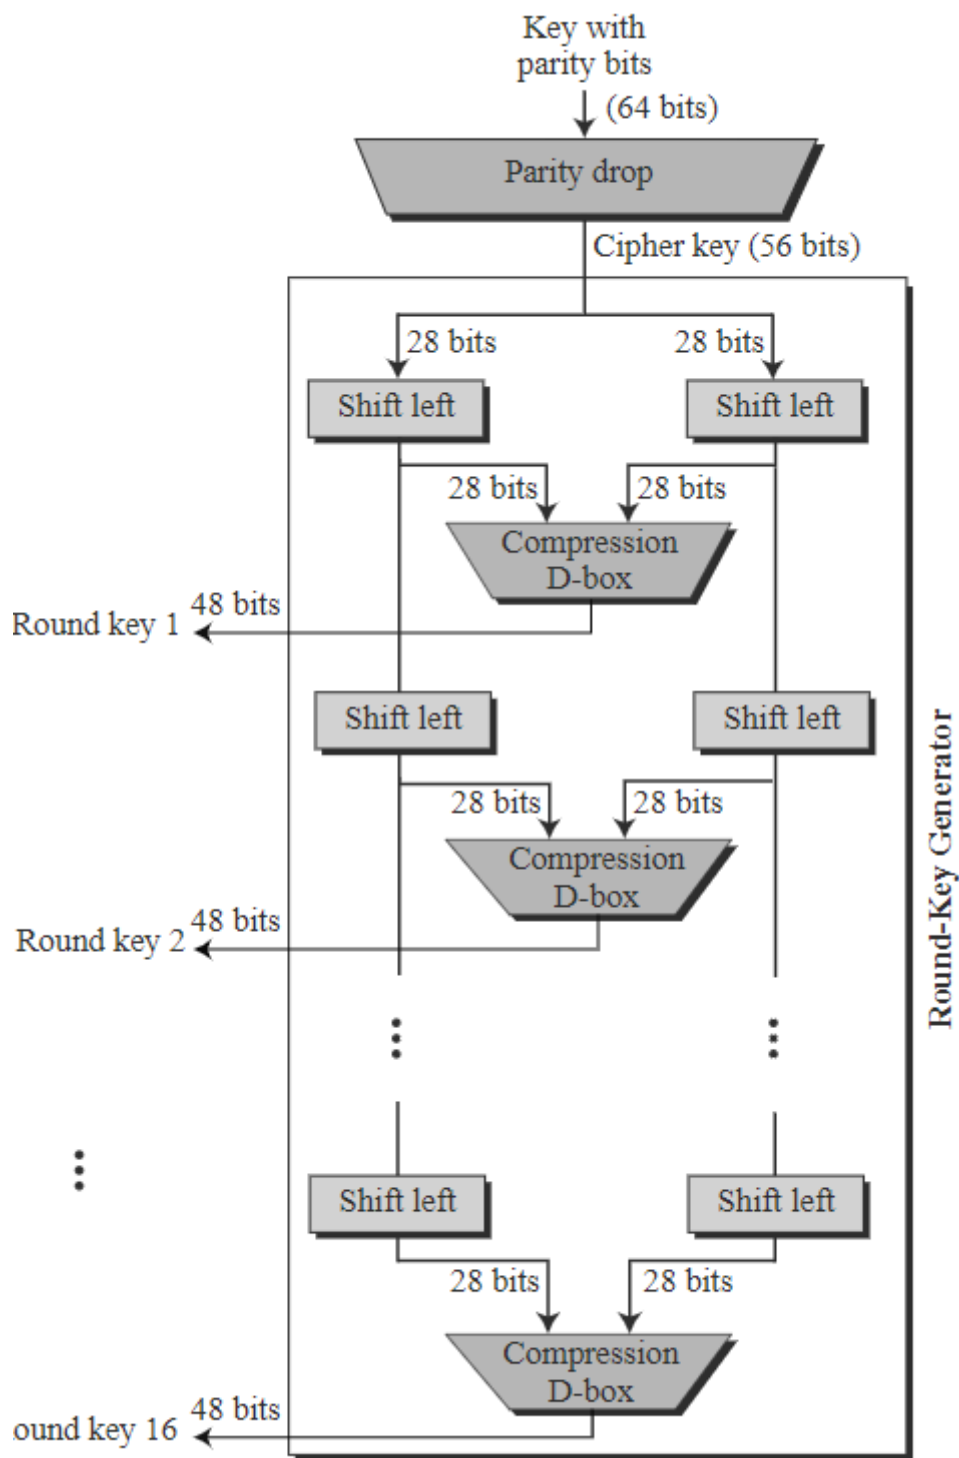 Key with
parity bits
(64 bits)
Parity drop
Cipher key (56 bits)
28 bits
28 bits
Shift left
Shift left
28 bits
28 bits
Compression
D-box
48 bits
Round key 1
Shift left
Shift left
28 bits
28 bits
Compression
D-box
48 bits
Round key 2
Round-Key Generator
Shift left
Shift left
28 bits
28 bits
Compression
D-box
48 bits
ound key 16